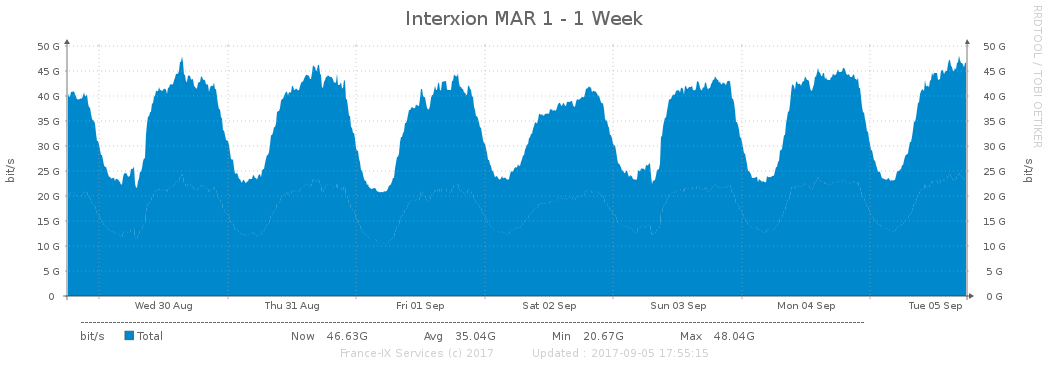 Interxion MAR 1 - 1 Week
RRDTOOL / TOBI OETIKER
bit/s
50 G
45 G
40 G
35 G
30 G
25 G
20 G
15 G
10 G
5 G
0
50 G
45 G
40 G
35 G
30 G
25 G
20 G
15 G
10 G
5 G
0 G
bit/s
Wed 30 Aug Thu 31 Aug Fri 01 Sep Sat 02 Sep Sun 03 Sep Mon 04 Sep Tue 05 Sep
bit/s Total Now 46.63G Avg 35.04G Min 20.67G Max 48.04G
France-IX Services (c) 2017 Updated : 2017-09-05 17:55:15